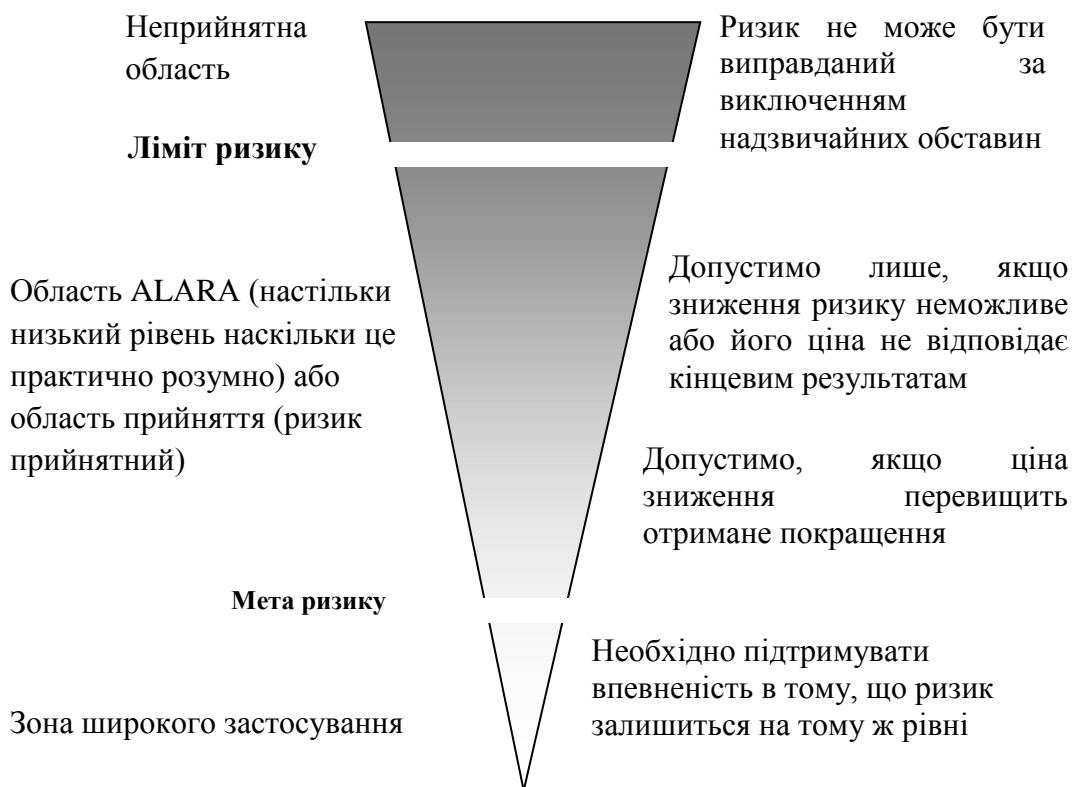 Неприйнятна
область
Ризик не може бути
виправданий за
виключенням
надзвичайних обставин
Ліміт ризику
Область ALARA (настільки
низький рівень наскільки це
практично розумно) або
область прийняття (ризик
прийнятний)
Допустимо лише, якщо
зниження ризику неможливе
або його ціна не відповідає
кінцевим результатам
Допустимо, якщо ціна
зниження перевищить
отримане покращення
Мета ризику
Зона широкого застосування
Необхідно підтримувати
впевненість в тому, що ризик
залишиться на тому ж рівні